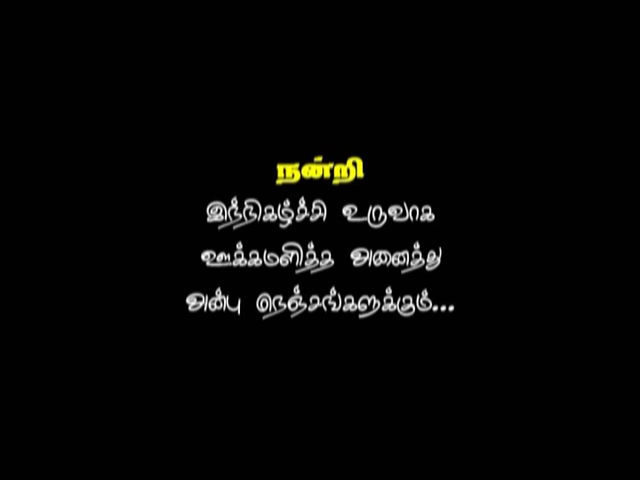 நன்றி
இந்நிகழ்ச்சி உருவாக
ஊக்கமளித்த அனைத்து
அன்பு நெஞ்சங்களுக்கும்...